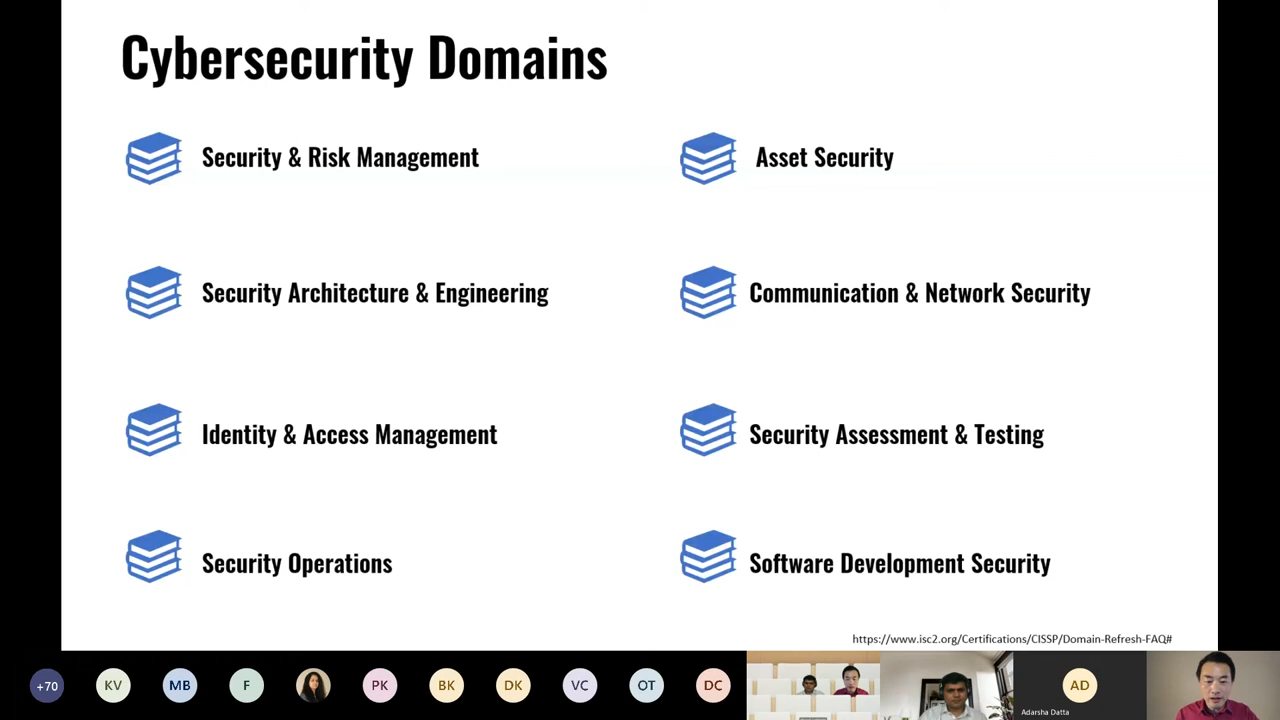 Cybersecurity Domains
Security & Risk Management
Asset Security
Security Architecture & Engineering
Communication & Network Security
Identity & Access Management
Security Assessment & Testing
Security Operations
Software Development Security
https://www.isc2.org/Certifications/CISSP/Domain-Refresh-FAQ#
+70
KV
MB
F
PK
BK
DK
VC
OT
DC
AD
Adarsha Datta